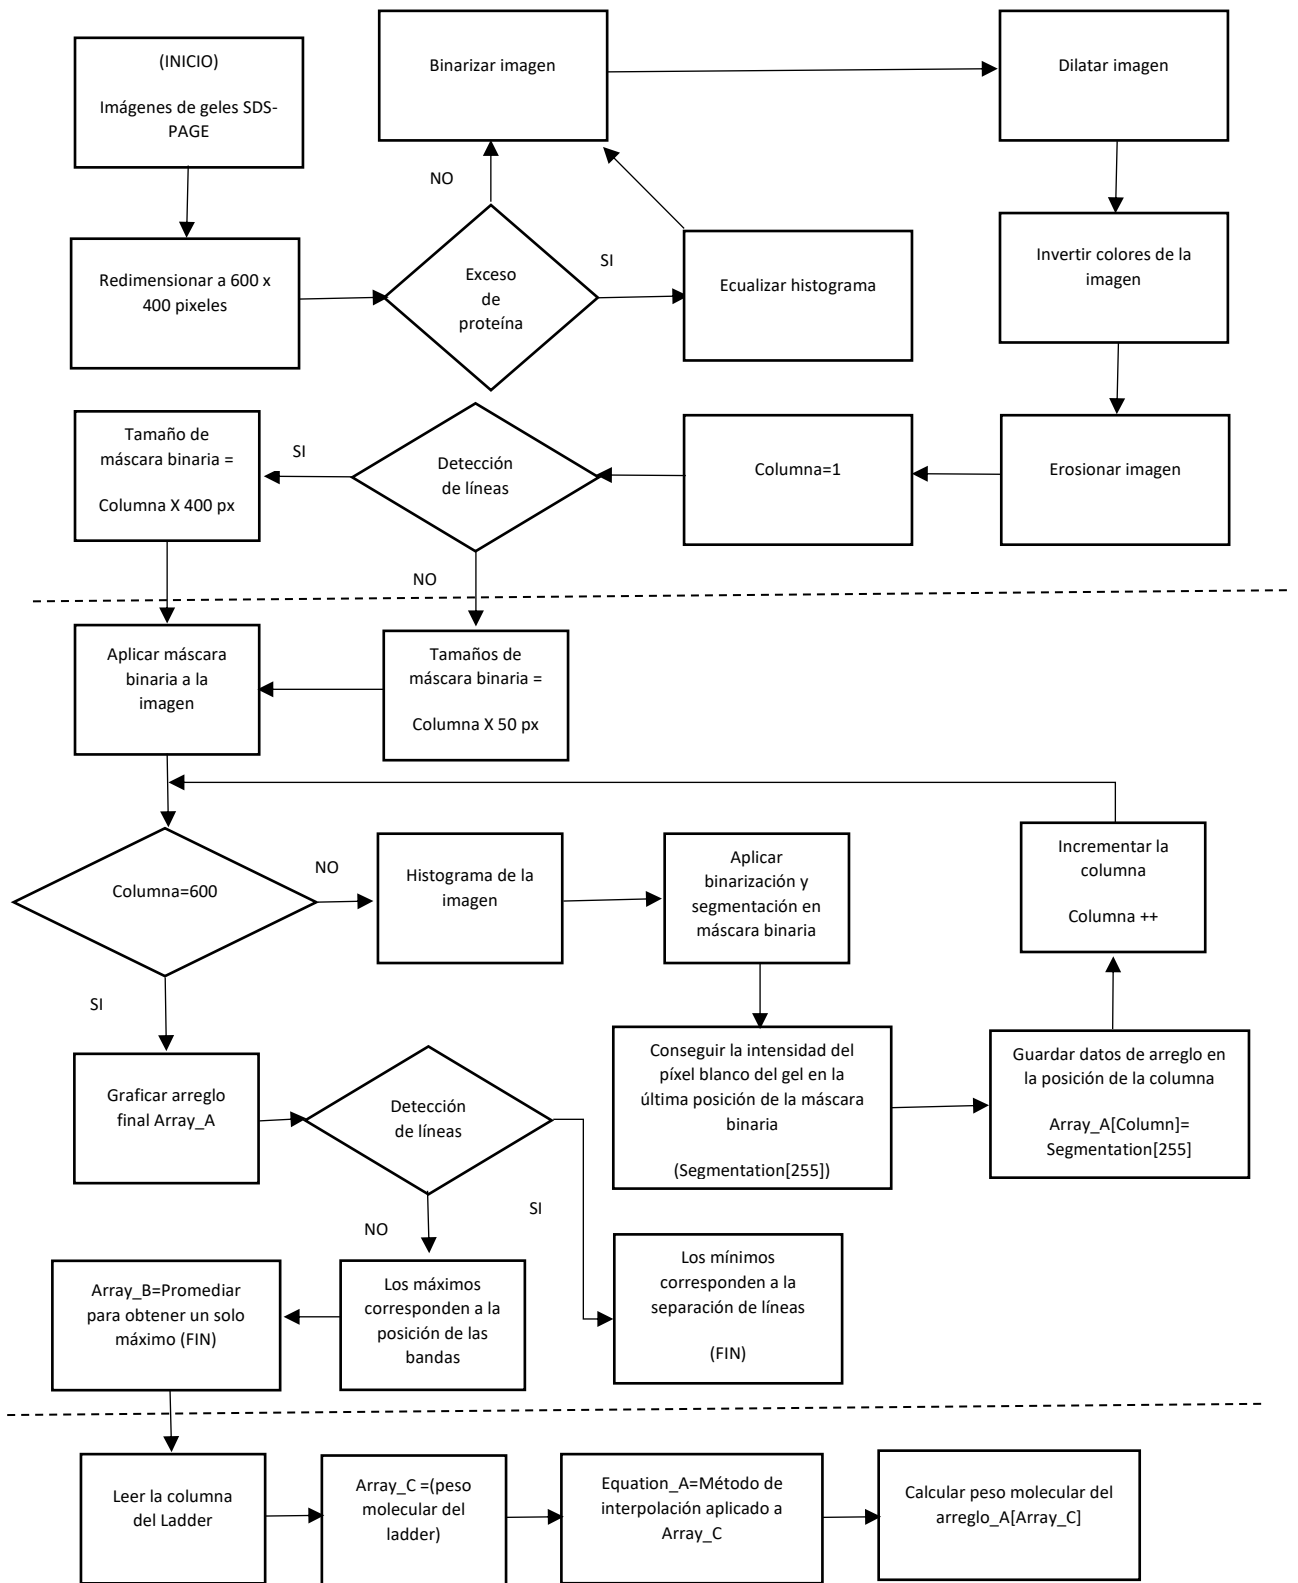 (INICIO)
Imágenes de geles SDS-
PAGE
Binarizar imagen
Dilatar imagen
NO
Redimensionar a 600 x
400 pixeles
Exceso
de
proteína
SI
Ecualizar histograma
Invertir colores de la
imagen
Tamaño de
máscara binaria =
Columna X 400 px
SI
Detección
de líneas
Columna=1
Erosionar imagen
NO
Aplicar máscara
binaria a la
imagen
Tamaños de
máscara binaria =
Columna X 50 px
Columna=600
NO
Histograma de la
imagen
Aplicar
binarización y
segmentación en
máscara binaria
Incrementar la
columna
Columna ++
SI
Graficar arreglo
final Array_A
Detección
de líneas
Conseguir la intensidad del
píxel blanco del gel en la
última posición de la máscara
binaria
(Segmentation[255])
Guardar datos de arreglo en
la posición de la columna
Array_A[Column]=
Segmentation[255]
NO
SI
Array_B=Promediar
para obtener un solo
máximo (FIN)
Los máximos
corresponden a la
posición de las
bandas
Los mínimos
corresponden a la
separación de líneas
(FIN)
Leer la columna
del Ladder
Array_C =(peso
molecular del
ladder)
Equation_A=Método de
interpolación aplicado a
Array_C
Calcular peso molecular del
arreglo_A[Array_C]